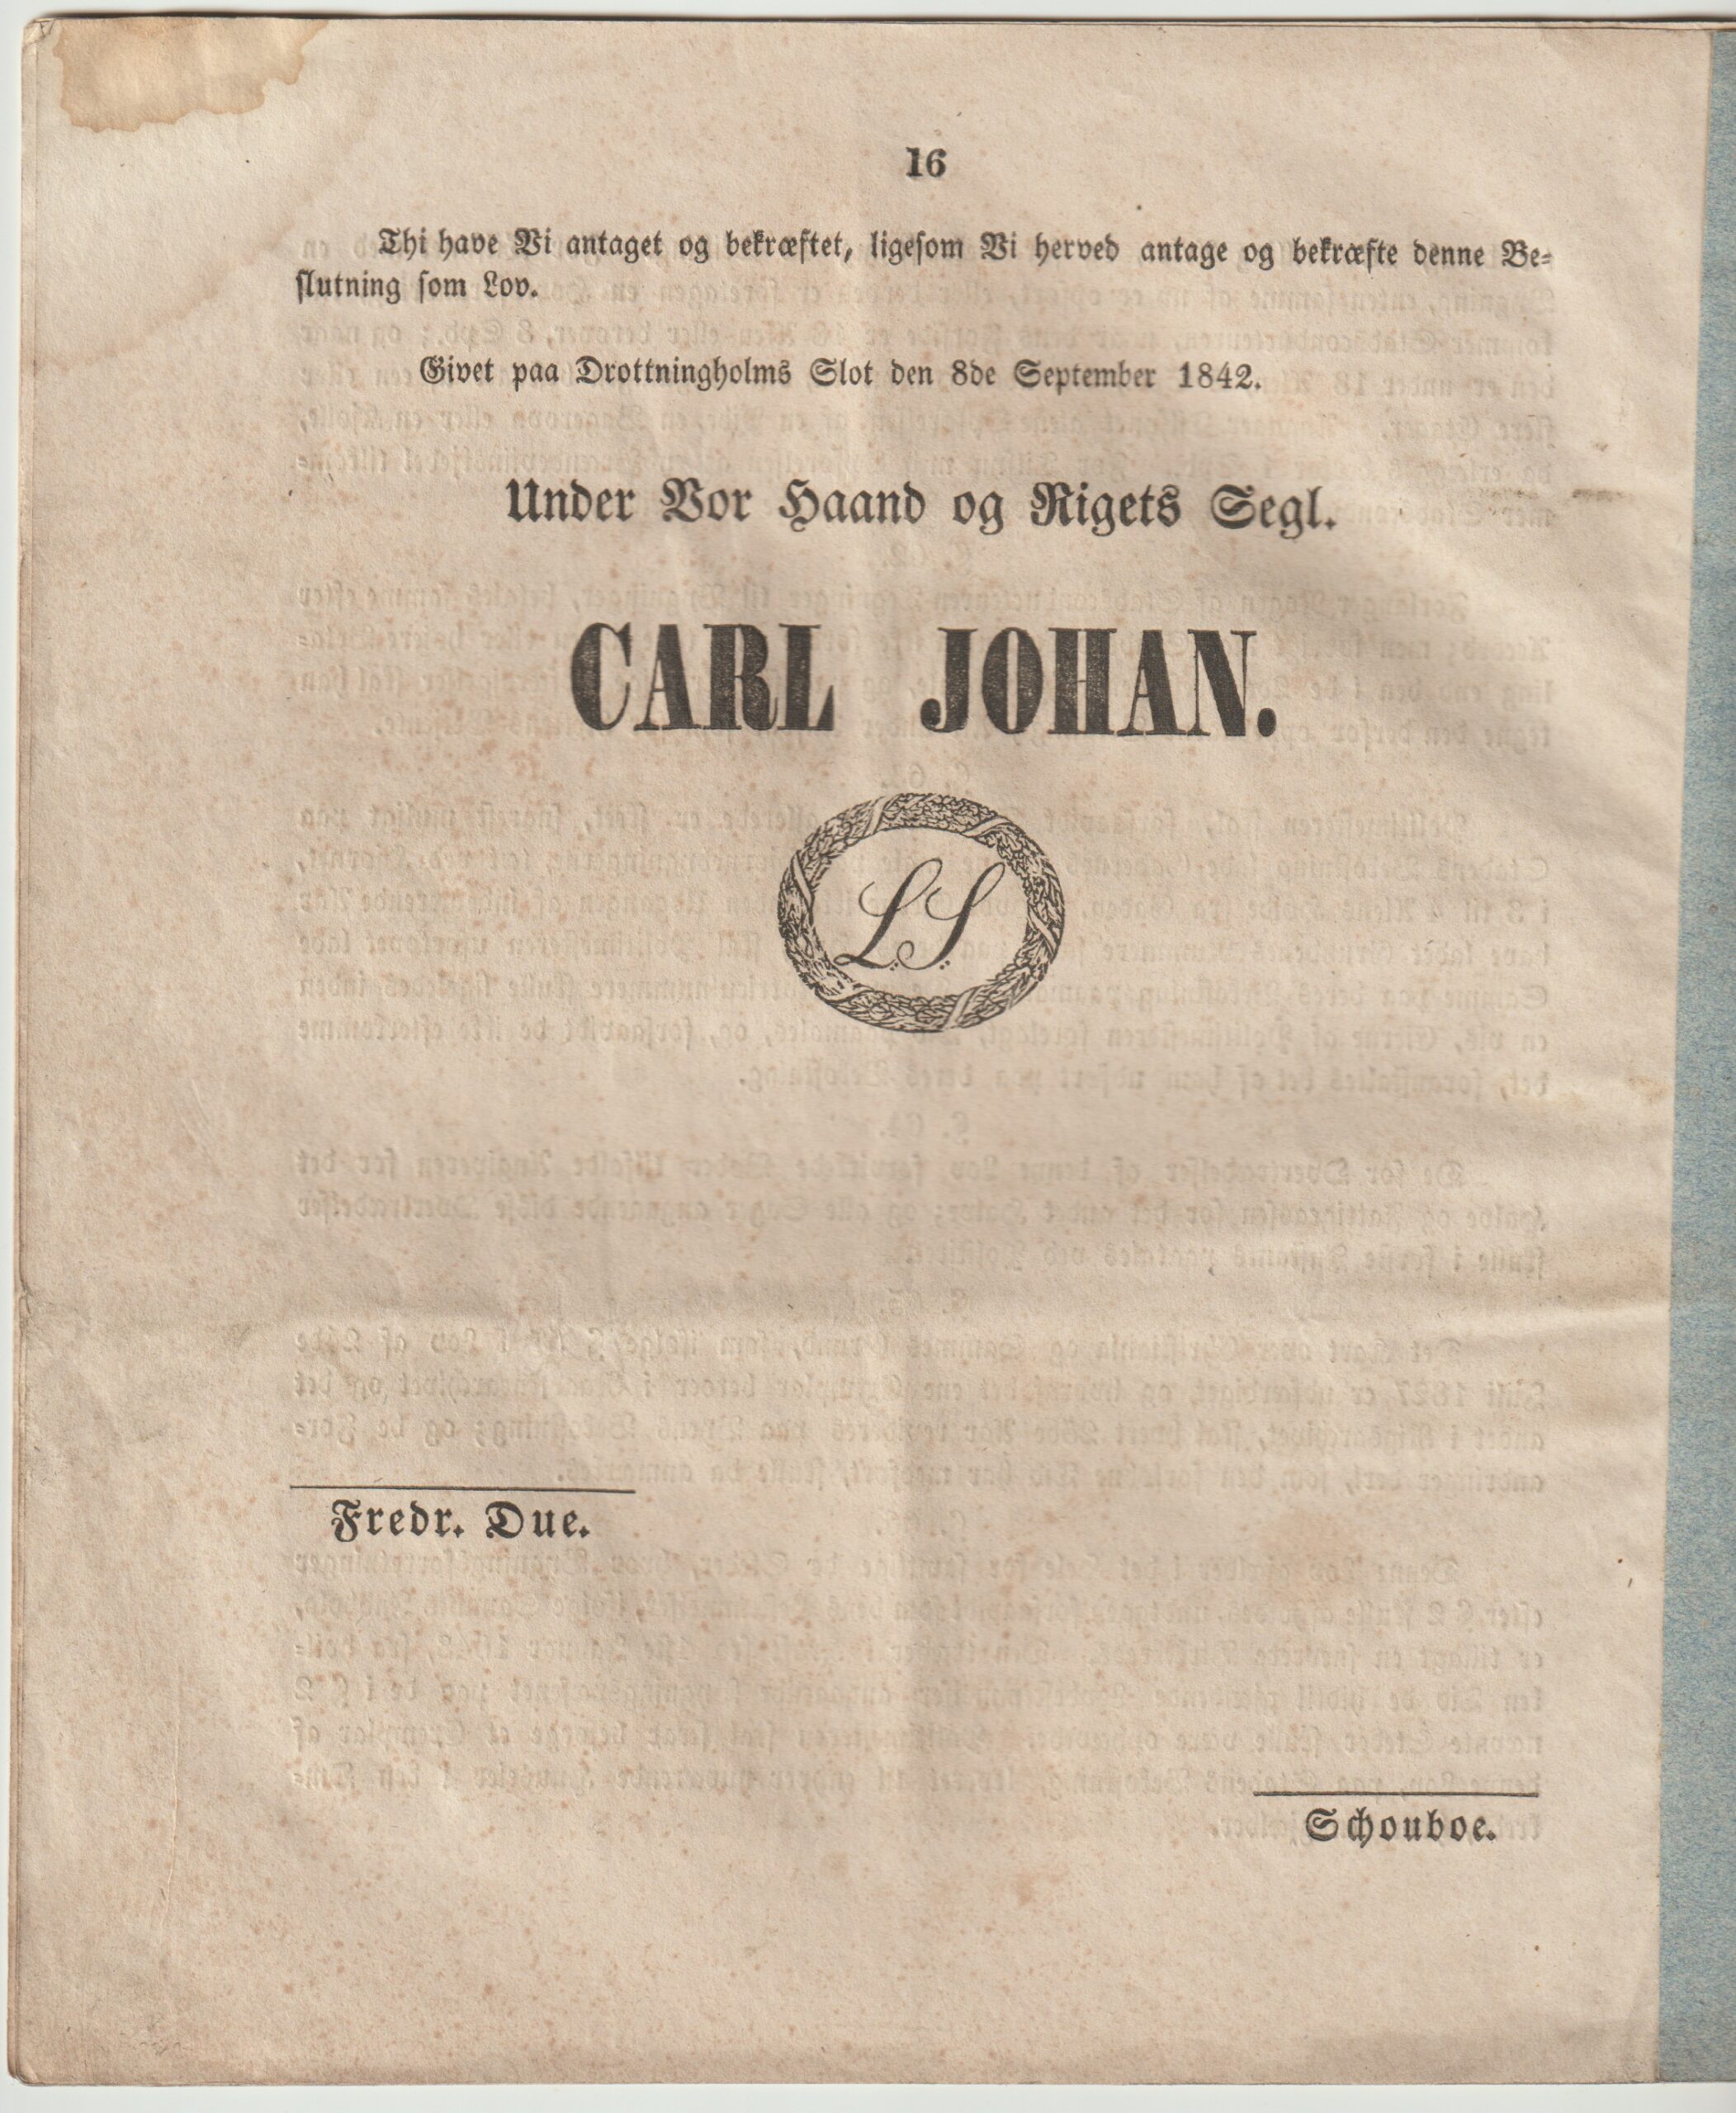 16
Thi have Vi antaget og bekræftet, ligesom Vi herved antage og bekræfte denne Be-
slutning som Lov.
Givet paa Drottningholms Slot den 8de September 1842.
Under Vor Haand og Rigets Segl.
CARL JOHAN.
L. S.
Fredr. Due.
Schouboe.